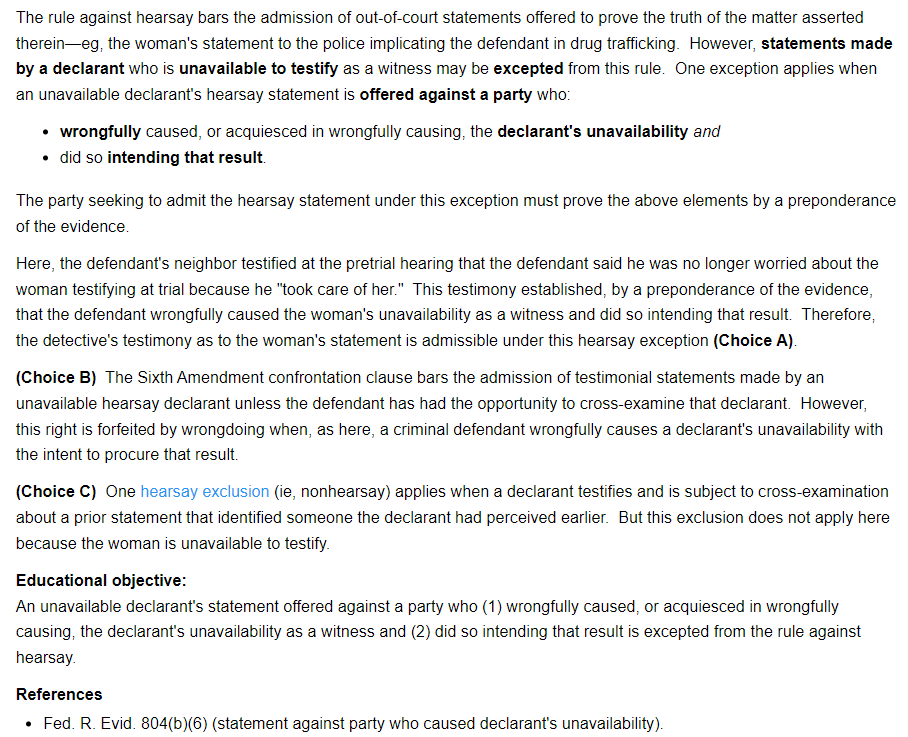 The rule against hearsay bars the admission of out-of-court statements offered to prove the truth of the matter asserted
therein—eg, the woman's statement to the police implicating the defendant in drug trafficking.  However, statements made
by a declarant who is unavailable to testify as a witness may be excepted from this rule.  One exception applies when
an unavailable declarant's hearsay statement is offered against a party who:
• wrongfully caused, or acquiesced in wrongfully causing, the declarant's unavailability and
• did so intending that result.
The party seeking to admit the hearsay statement under this exception must prove the above elements by a preponderance
of the evidence.
Here, the defendant's neighbor testified at the pretrial hearing that the defendant said he was no longer worried about the
woman testifying at trial because he "took care of her."  This testimony established, by a preponderance of the evidence,
that the defendant wrongfully caused the woman's unavailability as a witness and did so intending that result.  Therefore,
the detective's testimony as to the woman's statement is admissible under this hearsay exception (Choice A).
(Choice B)  The Sixth Amendment confrontation clause bars the admission of testimonial statements made by an
unavailable hearsay declarant unless the defendant has had the opportunity to cross-examine that declarant.  However,
this right is forfeited by wrongdoing when, as here, a criminal defendant wrongfully causes a declarant's unavailability with
the intent to procure that result.
(Choice C)  One hearsay exclusion (ie, nonhearsay) applies when a declarant testifies and is subject to cross-examination
about a prior statement that identified someone the declarant had perceived earlier.  But this exclusion does not apply here
because the woman is unavailable to testify.
Educational objective:
An unavailable declarant's statement offered against a party who (1) wrongfully caused, or acquiesced in wrongfully
causing, the declarant's unavailability as a witness and (2) did so intending that result is excepted from the rule against
hearsay.
References
• Fed. R. Evid. 804(b)(6) (statement against party who caused declarant's unavailability).